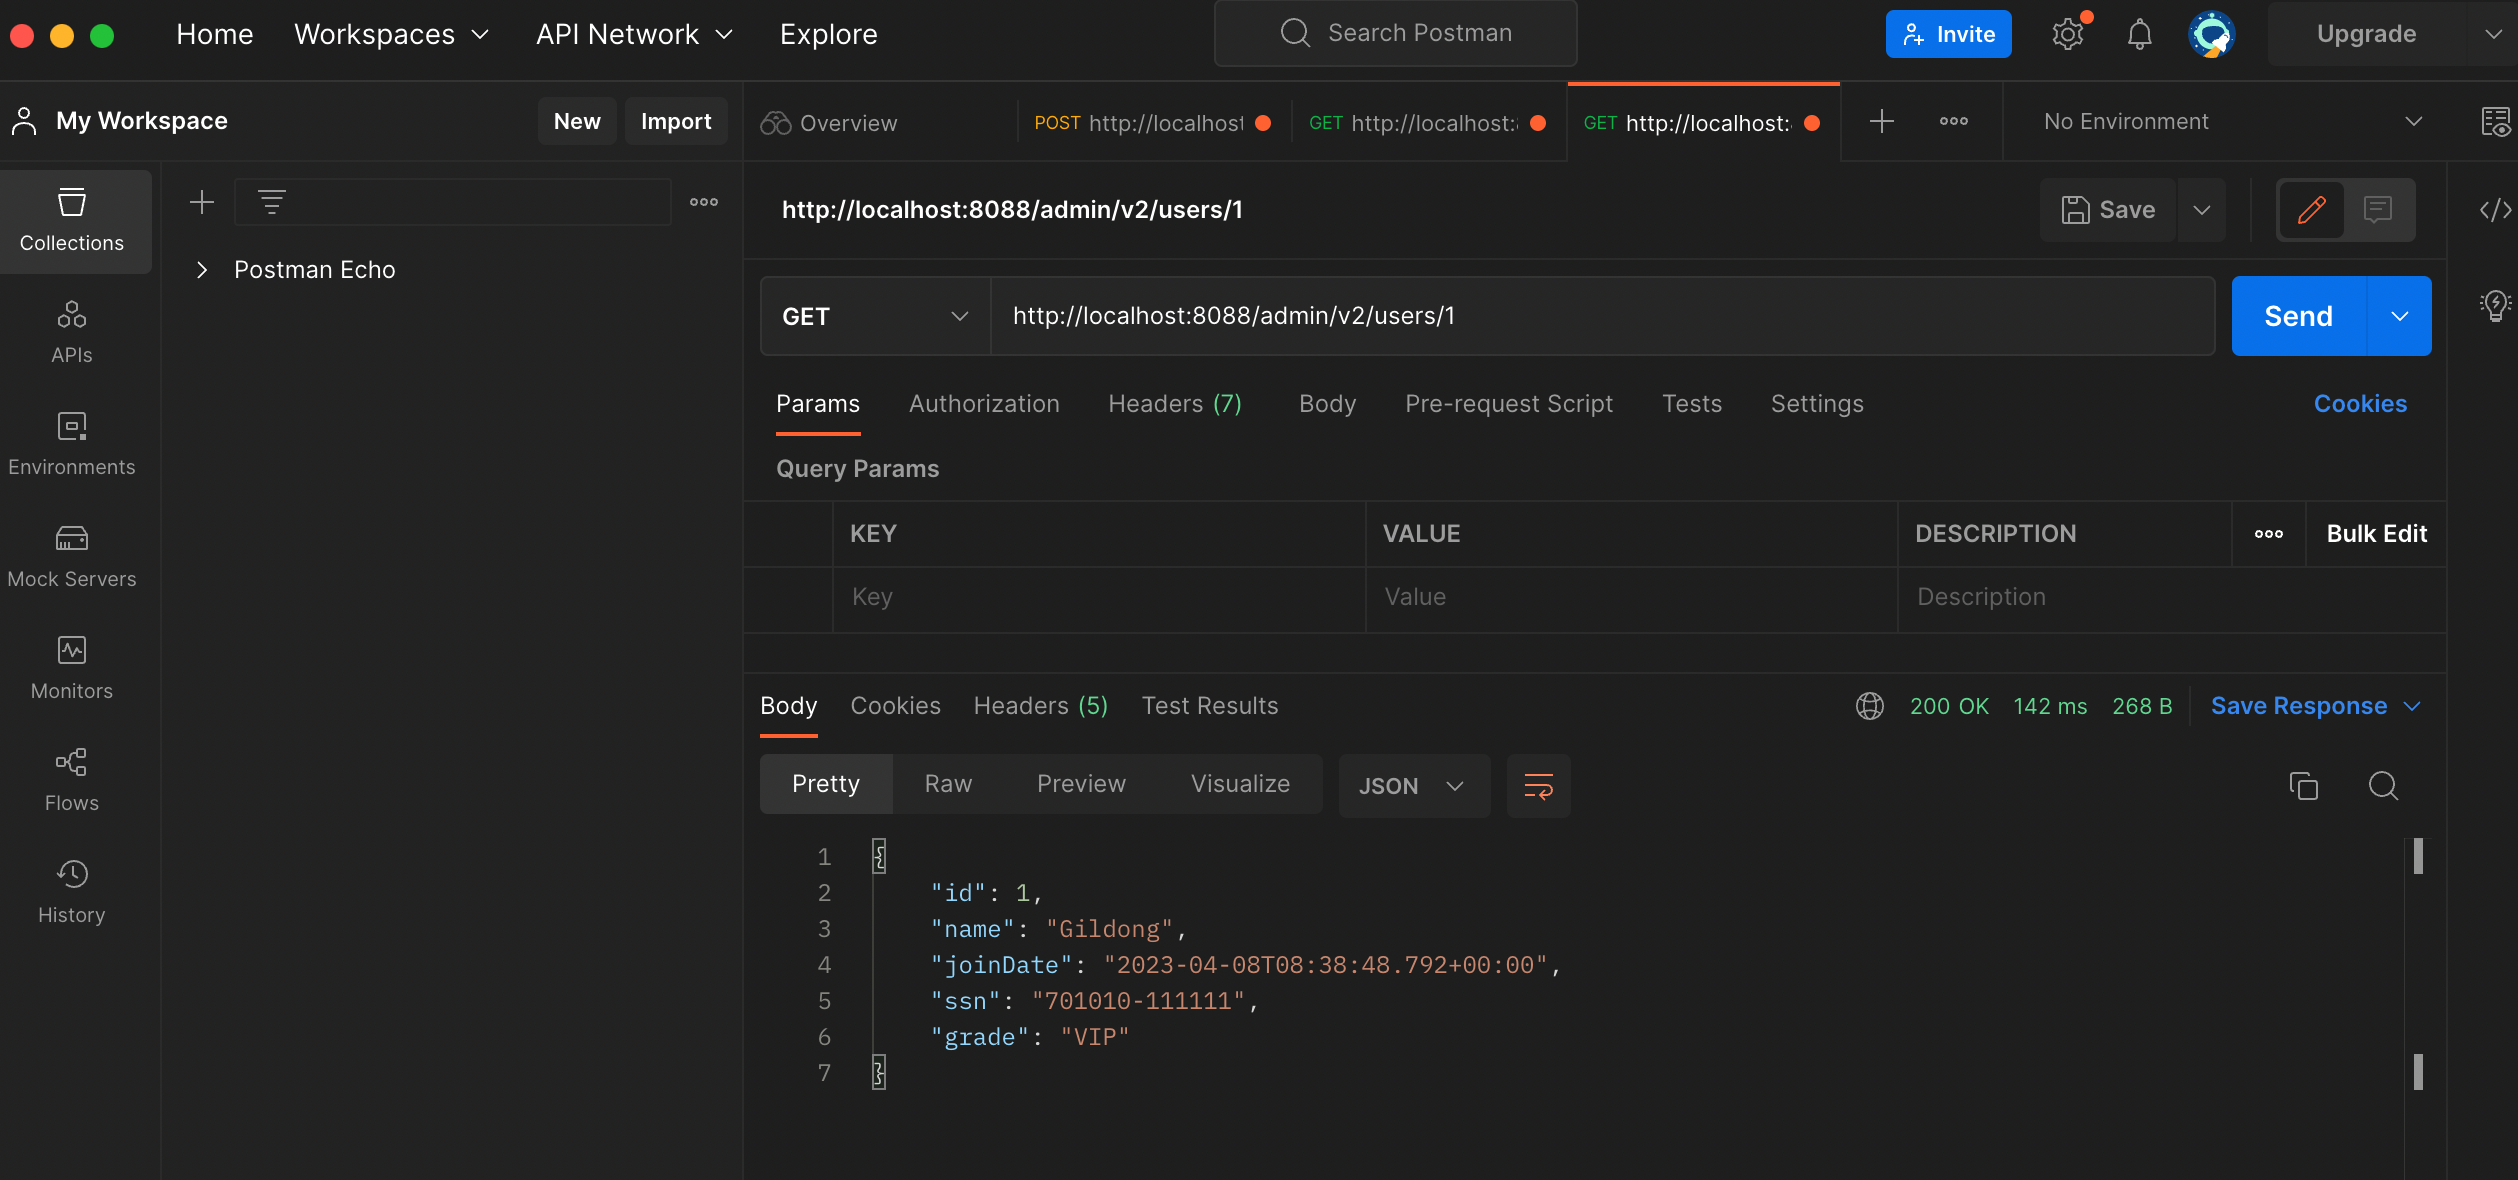 Home Workspaces API Network Explore Search Postman Invite Upgrade
My Workspace New Import Overview POST http://localhost GET http://localhost: GET http://localhost: No Environment
http://localhost:8088/admin/v2/users/1 Save
Collections
Postman Echo
GET http://localhost:8088/admin/v2/users/1 Send
APIs
Params Authorization Headers (7) Body Pre-request Script Tests Settings Cookies
Environments
Query Params
KEY VALUE DESCRIPTION Bulk Edit
Mock Servers
Key Value Description
Monitors
Body Cookies Headers (5) Test Results 200 OK 142 ms 268 B Save Response
Flows
Pretty Raw Preview Visualize JSON
History
1 {
2 "id": 1,
3 "name": "Gildong",
4 "joinDate": "2023-04-08T08:38:48.792+00:00",
5 "ssn": "701010-111111",
6 "grade": "VIP"
7 }